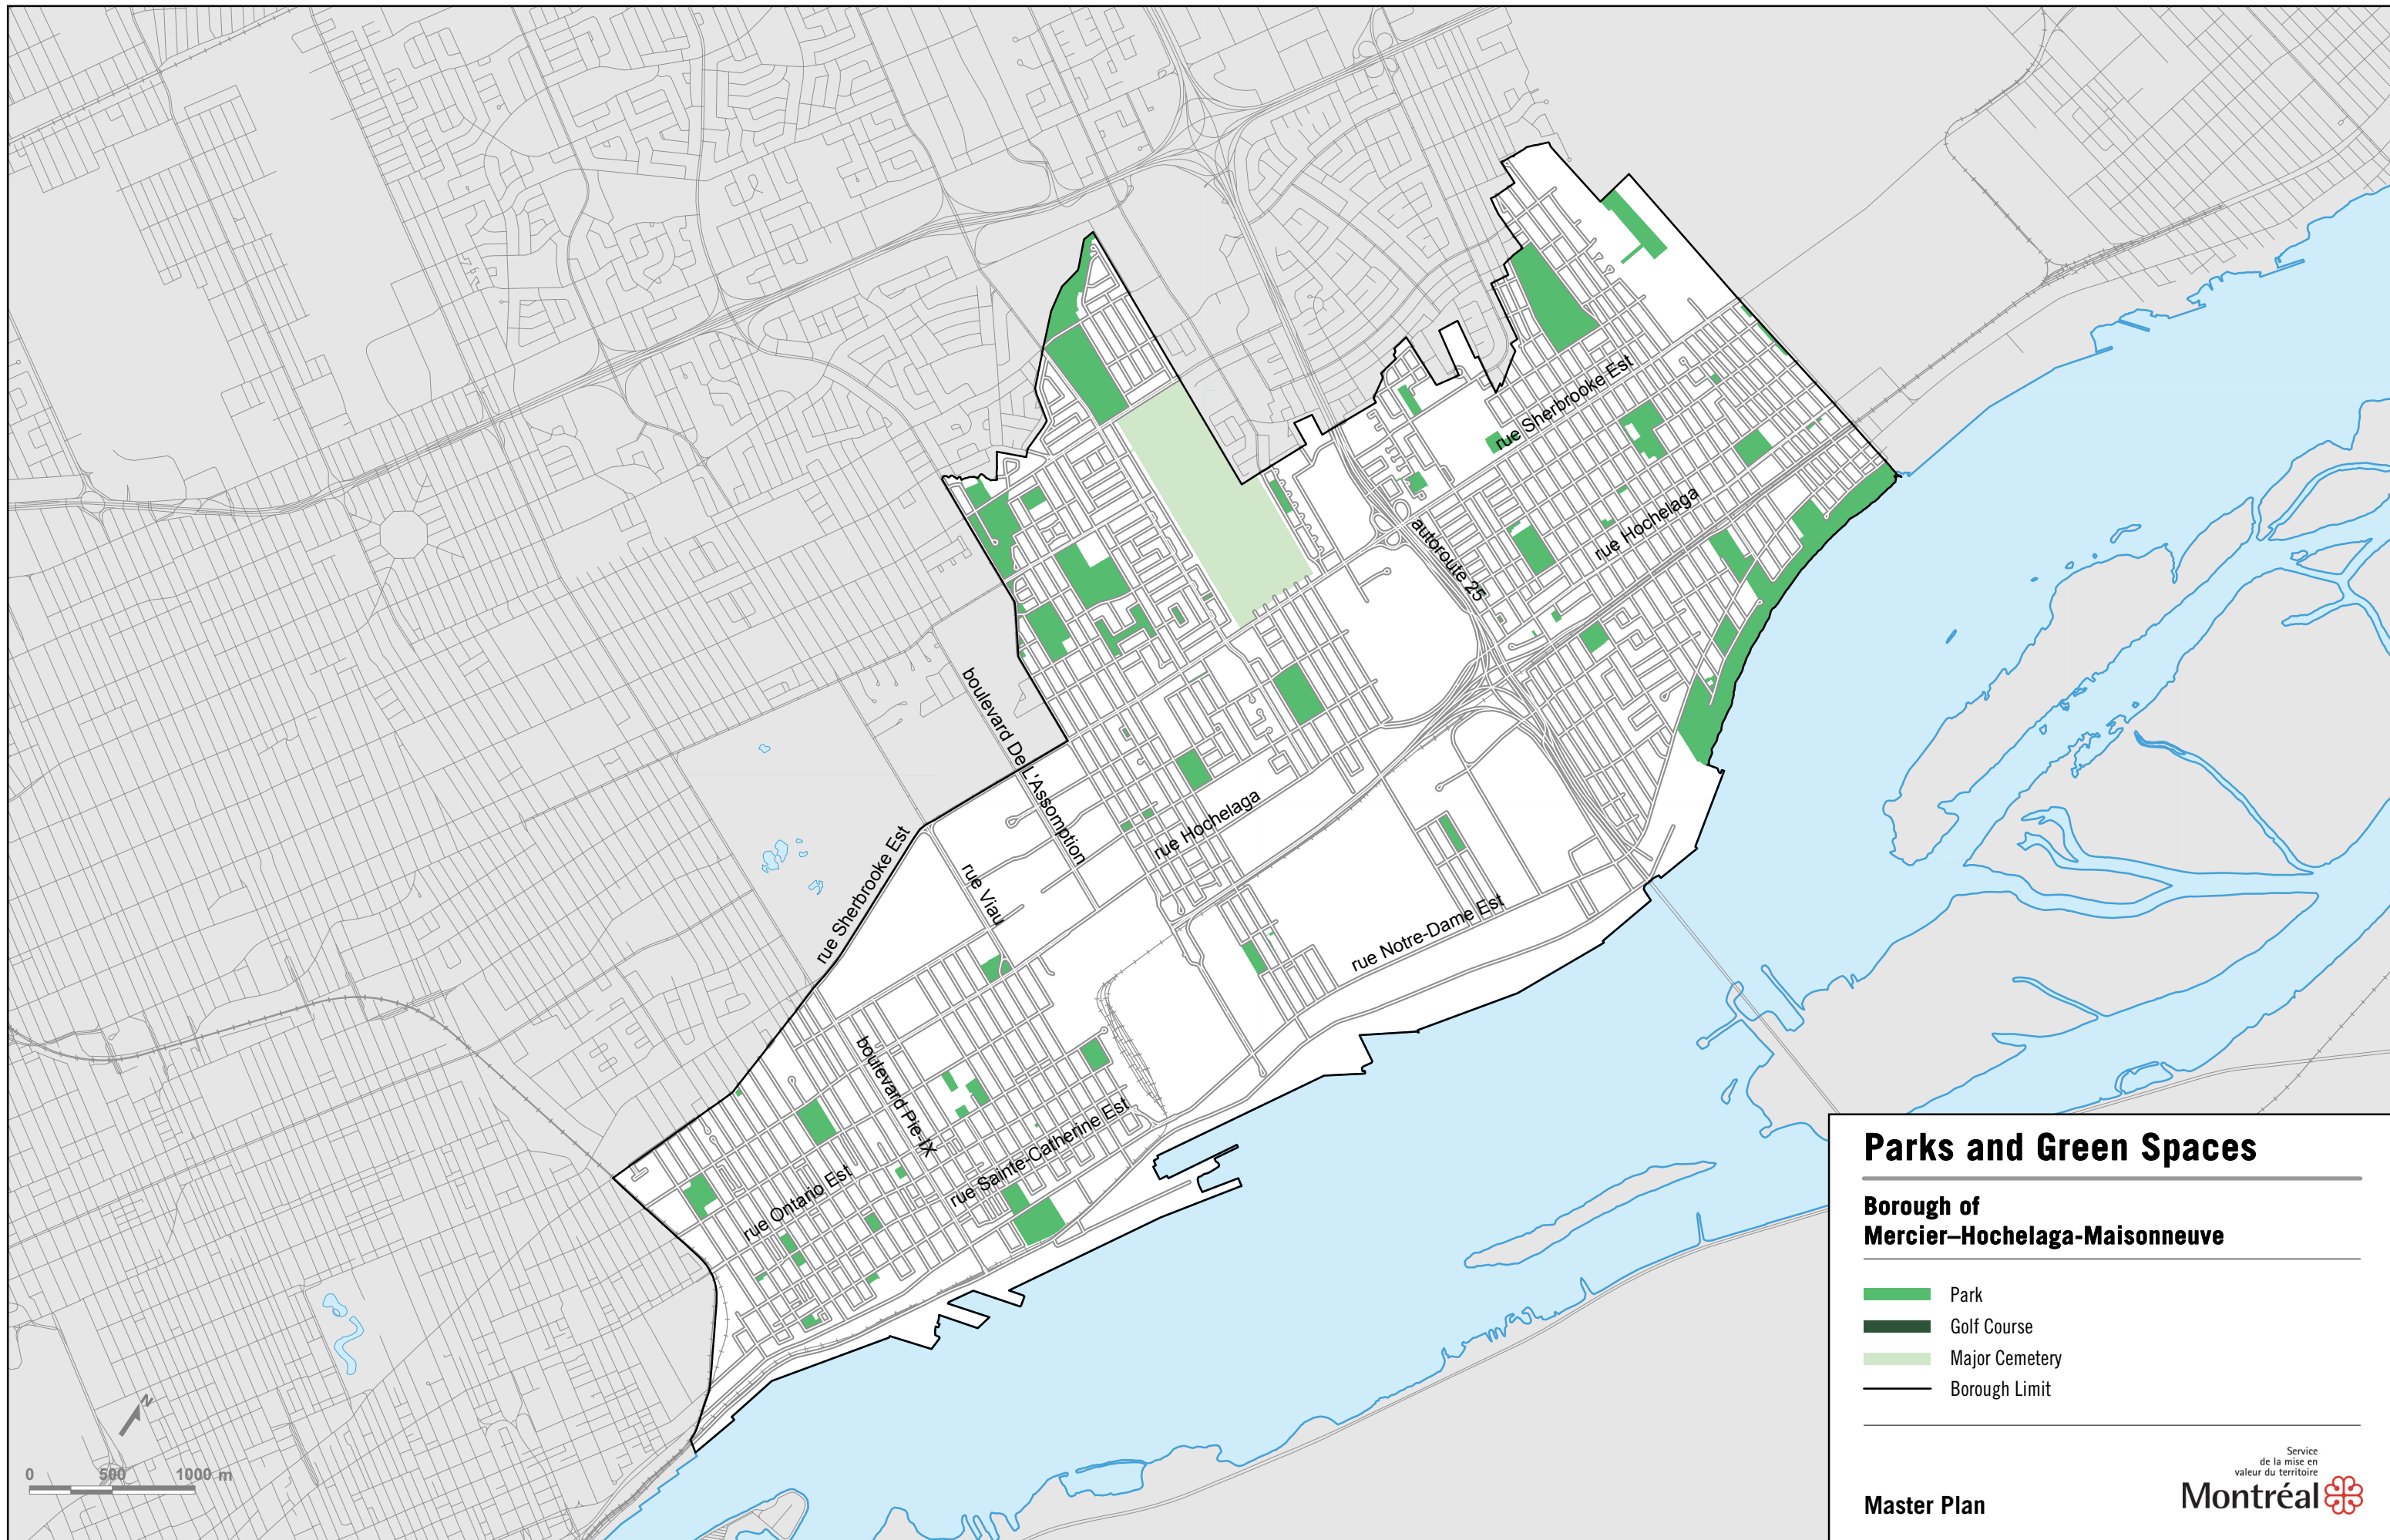 rue Sherbrooke Est
rue Hochelaga
autoroute 25
boulevard De L'Assomption
rue Hochelaga
rue Sherbrooke Est
rue Viau
rue Notre-Dame Est
boulevard Pie-IX
rue Sainte-Catherine Est
rue Ontario Est
N
0 500 1000 m
Parks and Green Spaces
Borough of
Mercier–Hochelaga-Maisonneuve
Park
Golf Course
Major Cemetery
Borough Limit
Service
de la mise en
valeur du territoire
Montréal
Master Plan